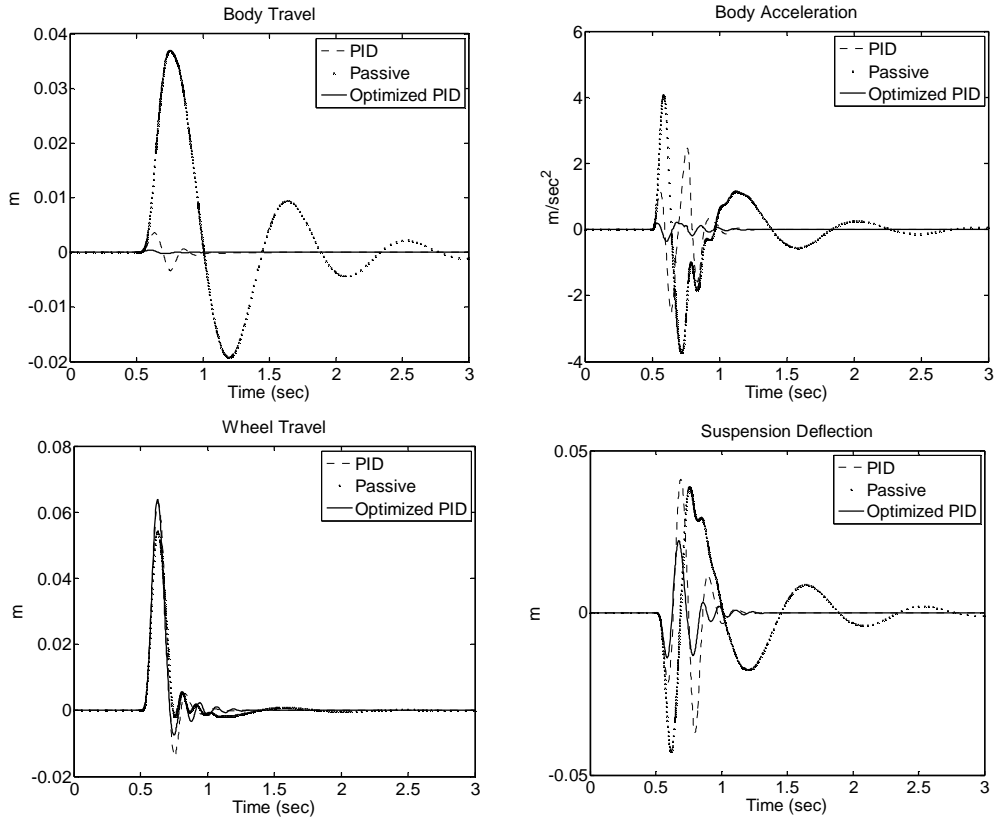 Body Travel
0.04
0.03
0.02
0.01
0
-0.01
-0.02
m
PID
Passive
Optimized PID
0 0.5 1 1.5 2 2.5 3
Time (sec)
Body Acceleration
6
4
2
0
-2
-4
m/sec²
PID
Passive
Optimized PID
0 0.5 1 1.5 2 2.5 3
Time (sec)
Wheel Travel
0.08
0.06
0.04
0.02
0
-0.02
m
PID
Passive
Optimized PID
0 0.5 1 1.5 2 2.5 3
Time (sec)
Suspension Deflection
0.05
0
-0.05
m
PID
Passive
Optimized PID
0 0.5 1 1.5 2 2.5 3
Time (sec)